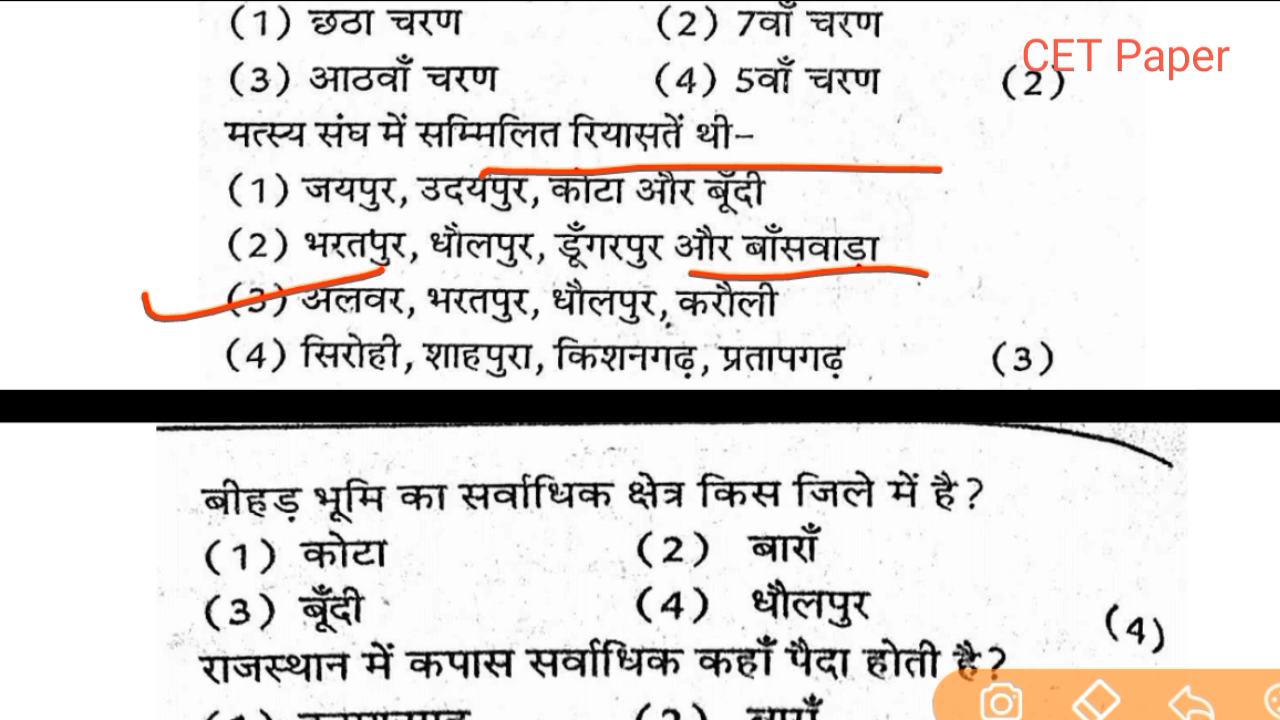 (1) छठा चरण (2) 7वाँ चरण
CET Paper
(3) आठवाँ चरण (4) 5वाँ चरण (2)
मत्स्य संघ में सम्मिलित रियासतें थी–
(1) जयपुर, उदयपुर, कोटा और बूँदी
(2) भरतपुर, धौलपुर, डूँगरपुर और बाँसवाड़ा
(3) अलवर, भरतपुर, धौलपुर, करौली
(4) सिरोही, शाहपुरा, किशनगढ़, प्रतापगढ़ (3)
बीहड़ भूमि का सर्वाधिक क्षेत्र किस जिले में है?
(1) कोटा (2) बाराँ
(3) बूँदी (4) धौलपुर (4)
राजस्थान में कपास सर्वाधिक कहाँ पैदा होती है?
(2) बाराँ